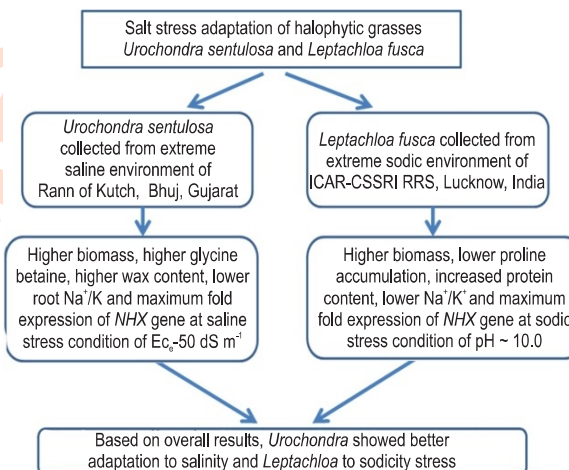 Salt stress adaptation of halophytic grasses
Urochondra sentulosa and Leptachloa fusca
Urochondra sentulosa
collected from extreme
saline environment of
Rann of Kutch, Bhuj, Gujarat
Leptachloa fusca collected from
extreme sodic environment of
ICAR-CSSRI RRS, Lucknow, India
Higher biomass, higher glycine
betaine, higher wax content, lower
root Na⁺/K and maximum fold
expression of NHX gene at saline
stress condition of Ecₑ-50 dS m⁻¹
Higher biomass, lower proline
accumulation, increased protein
content, lower Na⁺/K⁺ and maximum
fold expression of NHX gene at sodic
stress condition of pH ~ 10.0
Based on overall results, Urochondra showed better
adaptation to salinity and Leptachloa to sodicity stress